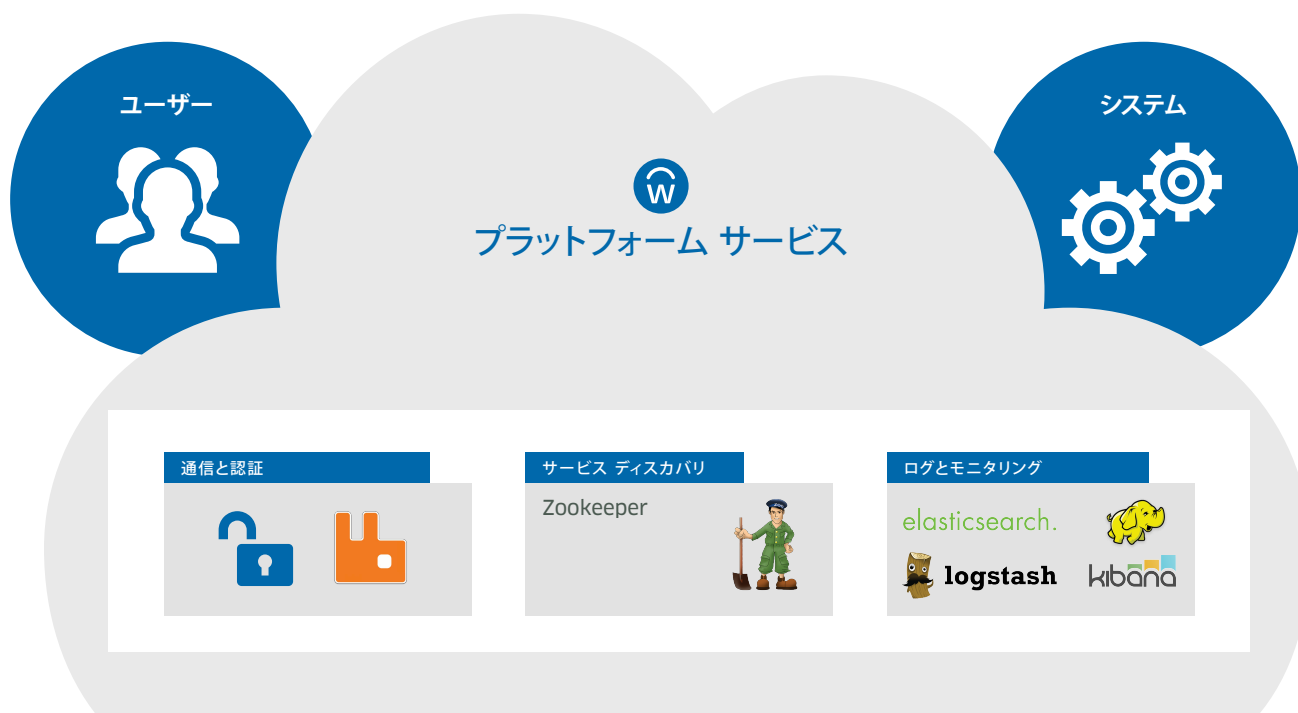 ユーザー
システム
w
プラットフォーム サービス
通信と認証
サービス ディスカバリ
ログとモニタリング
Zookeeper
ZOO
elasticsearch.
logstash
kibana